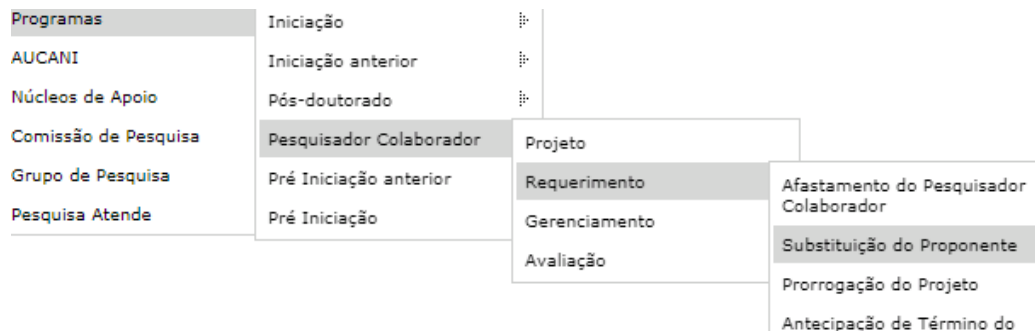 Programas
AUCANI
Núcleos de Apoio
Comissão de Pesquisa
Grupo de Pesquisa
Pesquisa Atende
Iniciação
Iniciação anterior
Pós-doutorado
Pesquisador Colaborador
Pré Iniciação anterior
Pré Iniciação
Projeto
Requerimento
Gerenciamento
Avaliação
Afastamento do Pesquisador
Colaborador
Substituição do Proponente
Prorrogação do Projeto
Antecipação de Término do